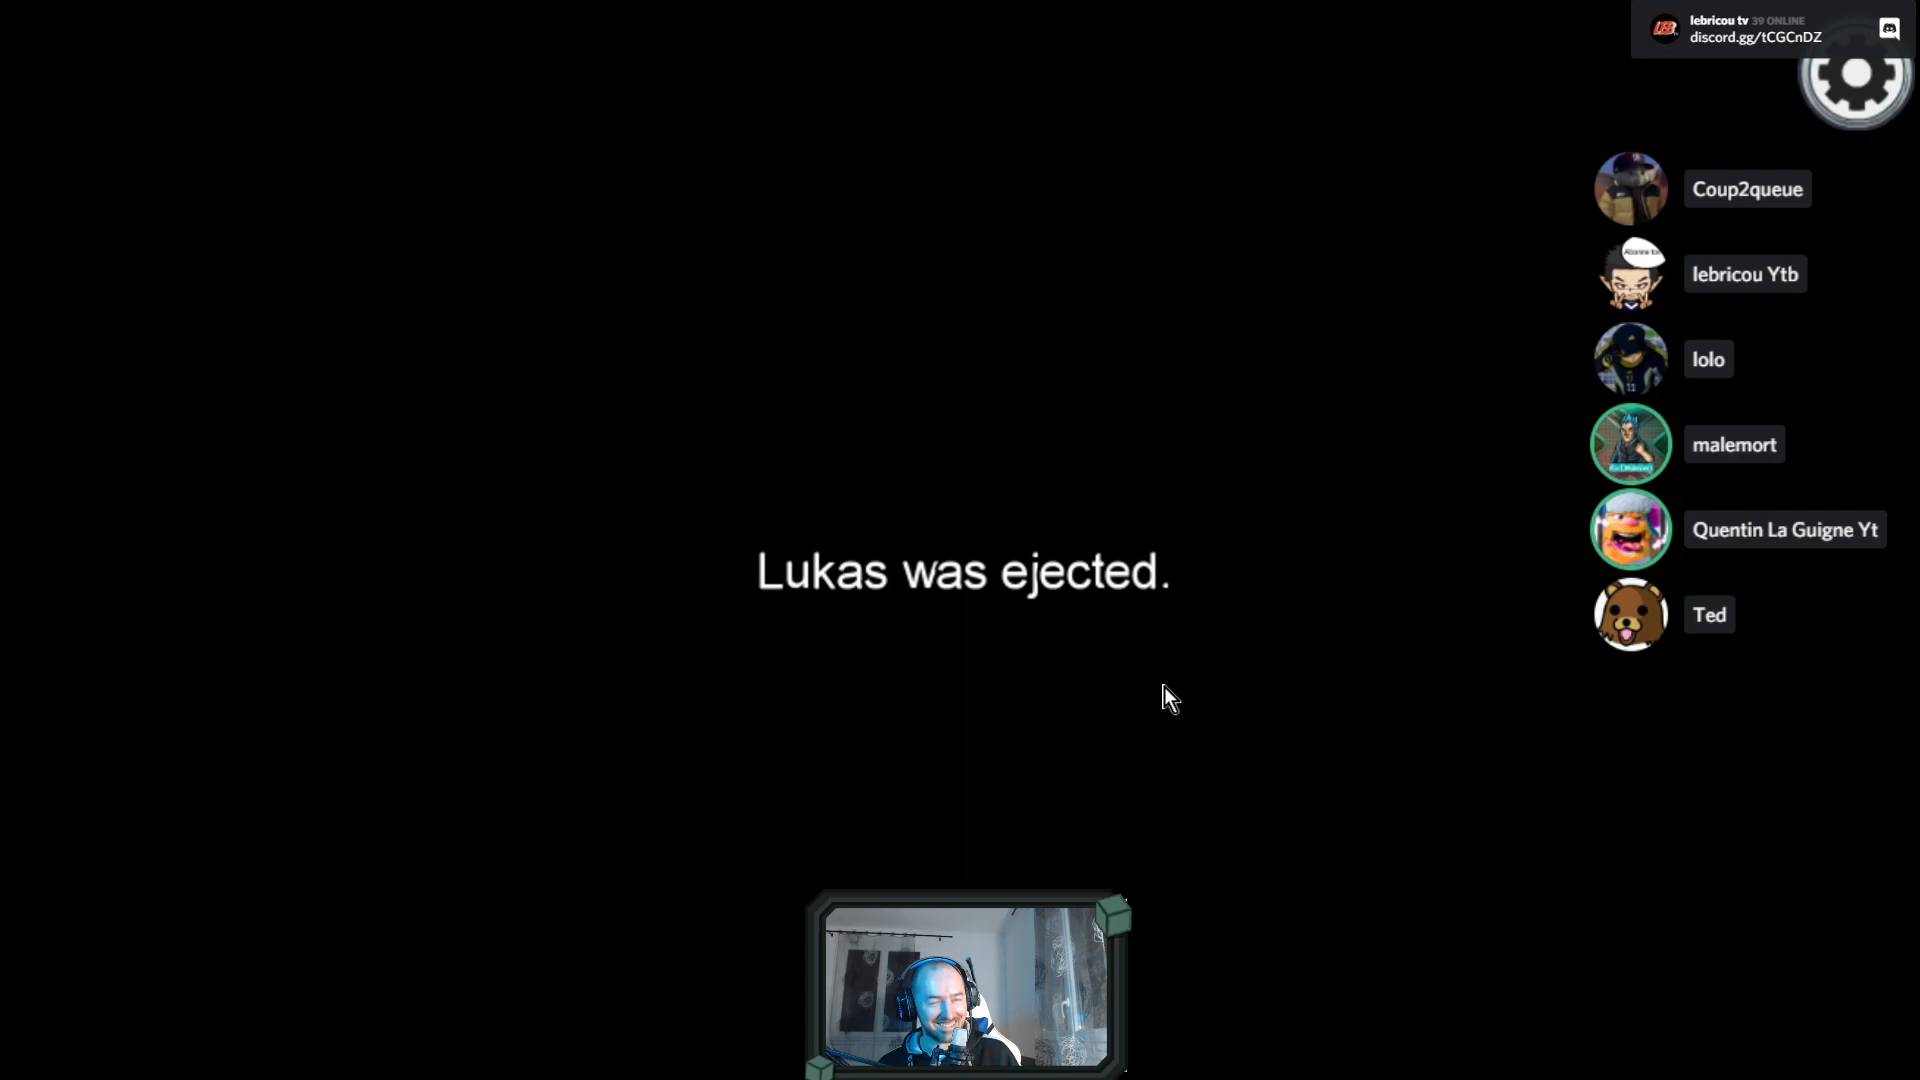 lebricou tv 39 ONLINE
discord.gg/tCGCnDZ
Coup2queue
lebricou Ytb
lolo
malemort
Quentin La Guigne Yt
Ted
Lukas was ejected.